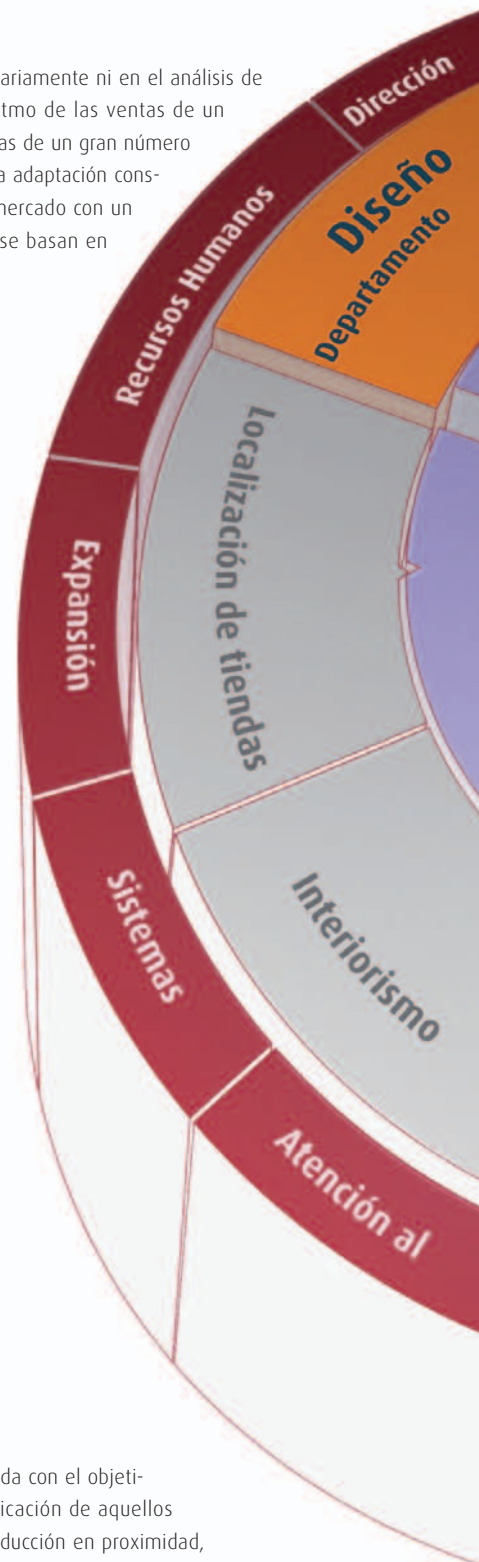 ariamente ni en el análisis de
tmo de las ventas de un
as de un gran número
a adaptación cons-
mercado con un
se basan en
Dirección
Diseño
Departamento
Recursos Humanos
Localización de tiendas
Expansión
Sistemas
Interiorismo
Atención al
da con el objeti-
icación de aquellos
ducción en proximidad,